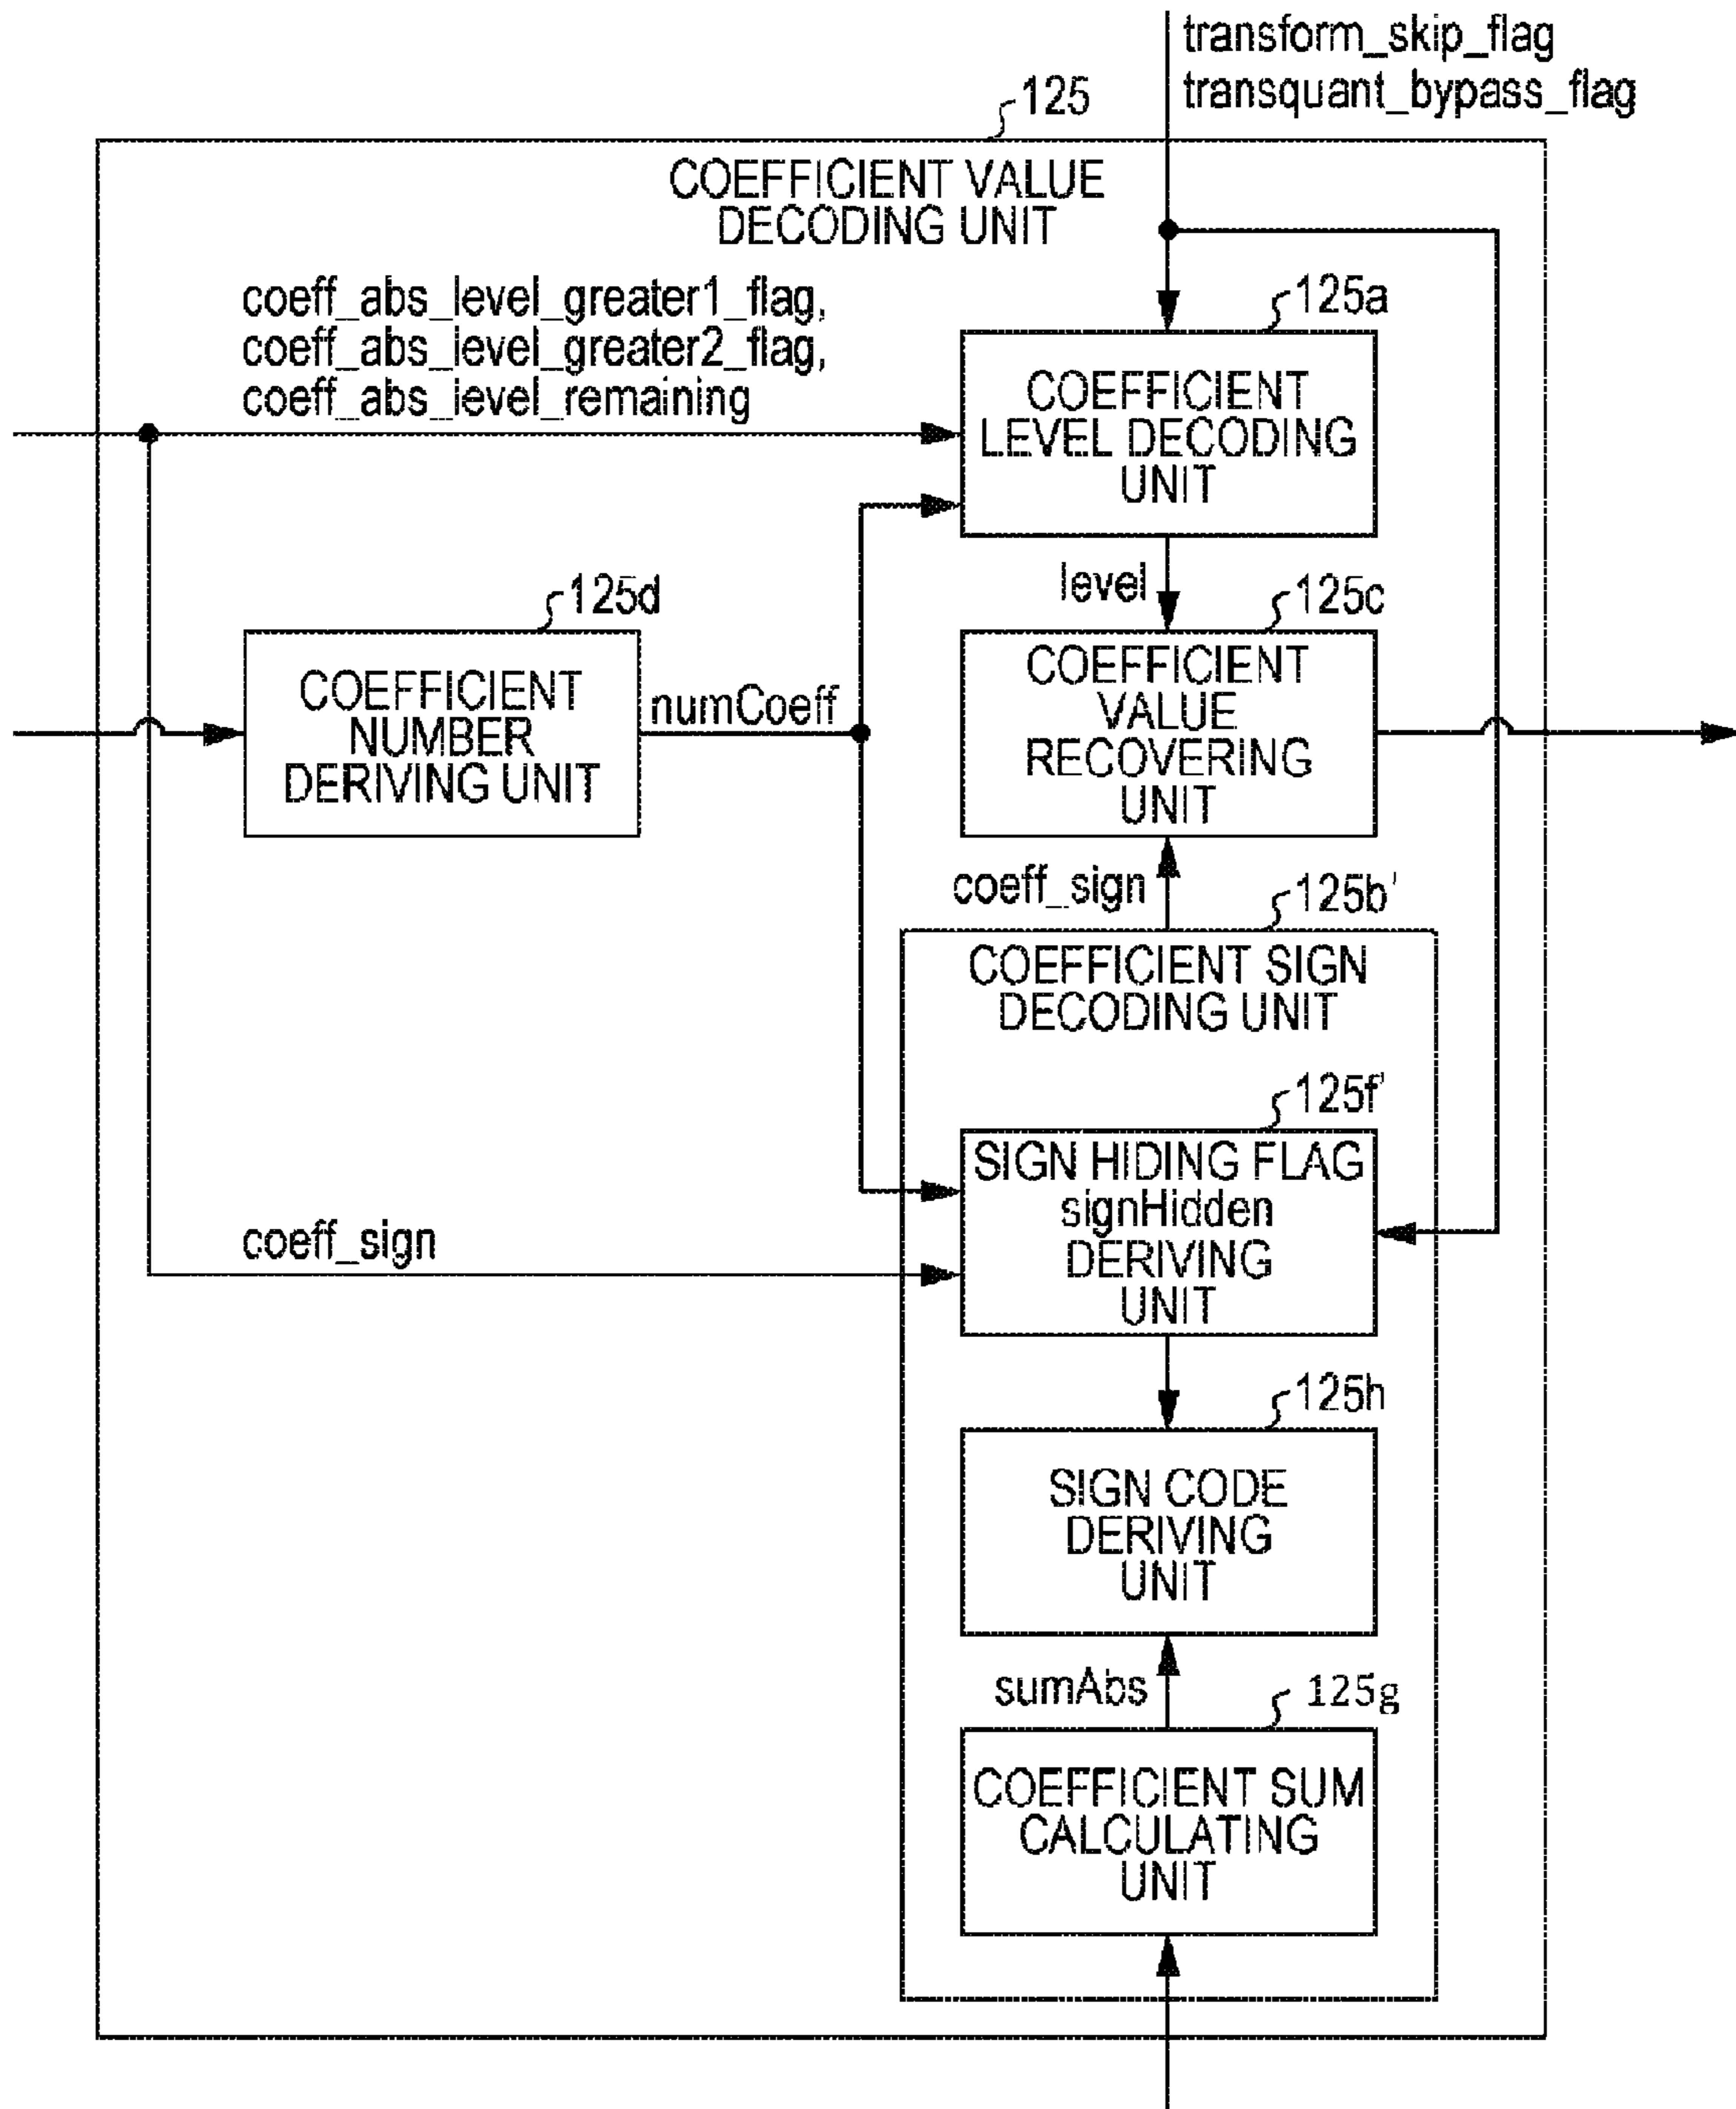 transform_skip_flag
transquant_bypass_flag
125
COEFFICIENT VALUE
DECODING UNIT
coeff_abs_level_greater1_flag,
coeff_abs_level_greater2_flag,
coeff_abs_level_remaining
125a
COEFFICIENT
LEVEL DECODING
UNIT
level
125d
125c
COEFFICIENT
NUMBER
DERIVING UNIT
numCoeff
COEFFICIENT
VALUE
RECOVERING
UNIT
coeff_sign
125b'
COEFFICIENT SIGN
DECODING UNIT
125f'
SIGN HIDING FLAG
signHidden
DERIVING
UNIT
coeff_sign
125h
SIGN CODE
DERIVING
UNIT
sumAbs
125g
COEFFICIENT SUM
CALCULATING
UNIT